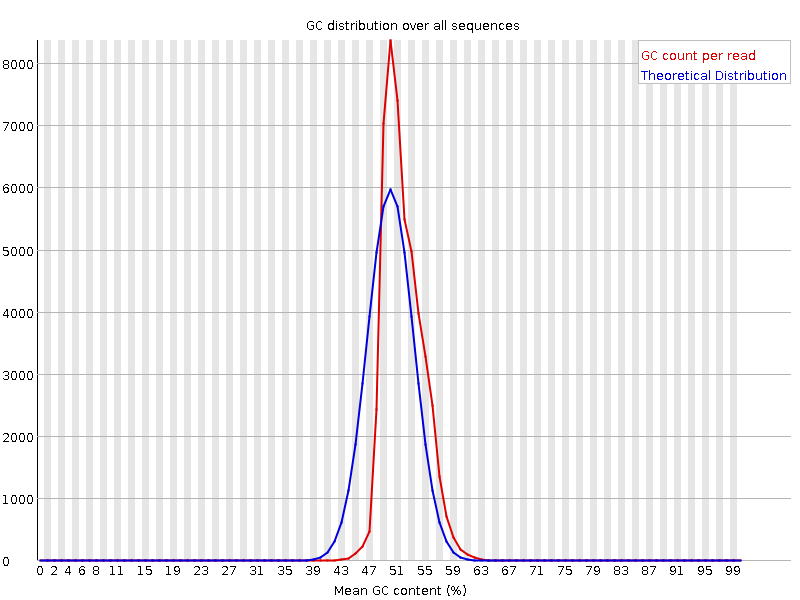 GC distribution over all sequences
GC count per read
Theoretical Distribution
8000
7000
6000
5000
4000
3000
2000
1000
0
0 2 4 6 8 11 15 19 23 27 31 35 39 43 47 51 55 59 63 67 71 75 79 83 87 91 95 99
Mean GC content (%)